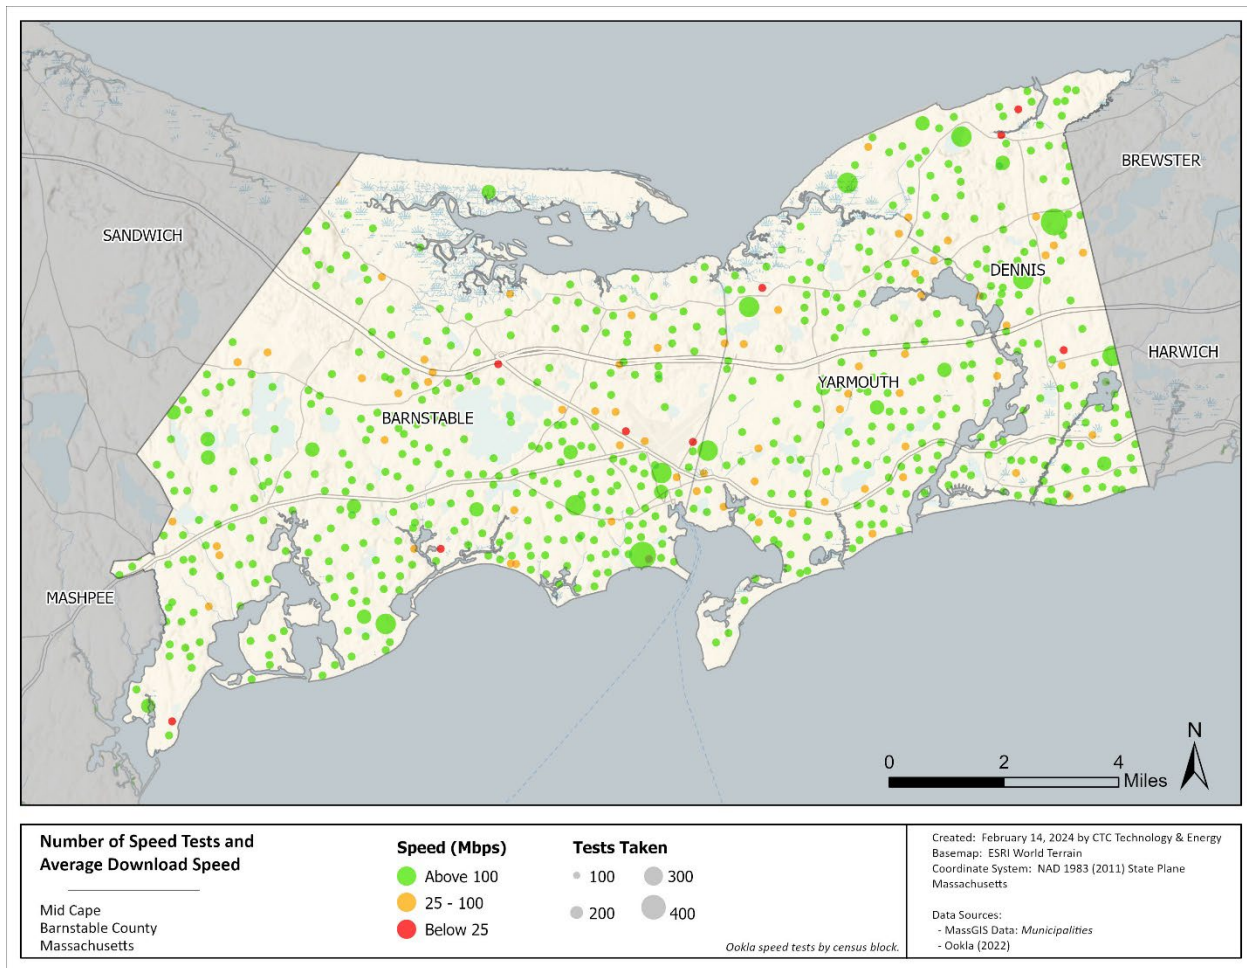 BREWSTER
SANDWICH
DENNIS
HARWICH
YARMOUTH
BARNSTABLE
MASHPEE
N
0 2 4
Miles
Number of Speed Tests and
Average Download Speed
Mid Cape
Barnstable County
Massachusetts
Speed (Mbps)
Above 100
25 - 100
Below 25
Tests Taken
100 300
200 400
Ookla speed tests by census block.
Created: February 14, 2024 by CTC Technology & Energy
Basemap: ESRI World Terrain
Coordinate System: NAD 1983 (2011) State Plane
Massachusetts
Data Sources:
- MassGIS Data: Municipalities
- Ookla (2022)